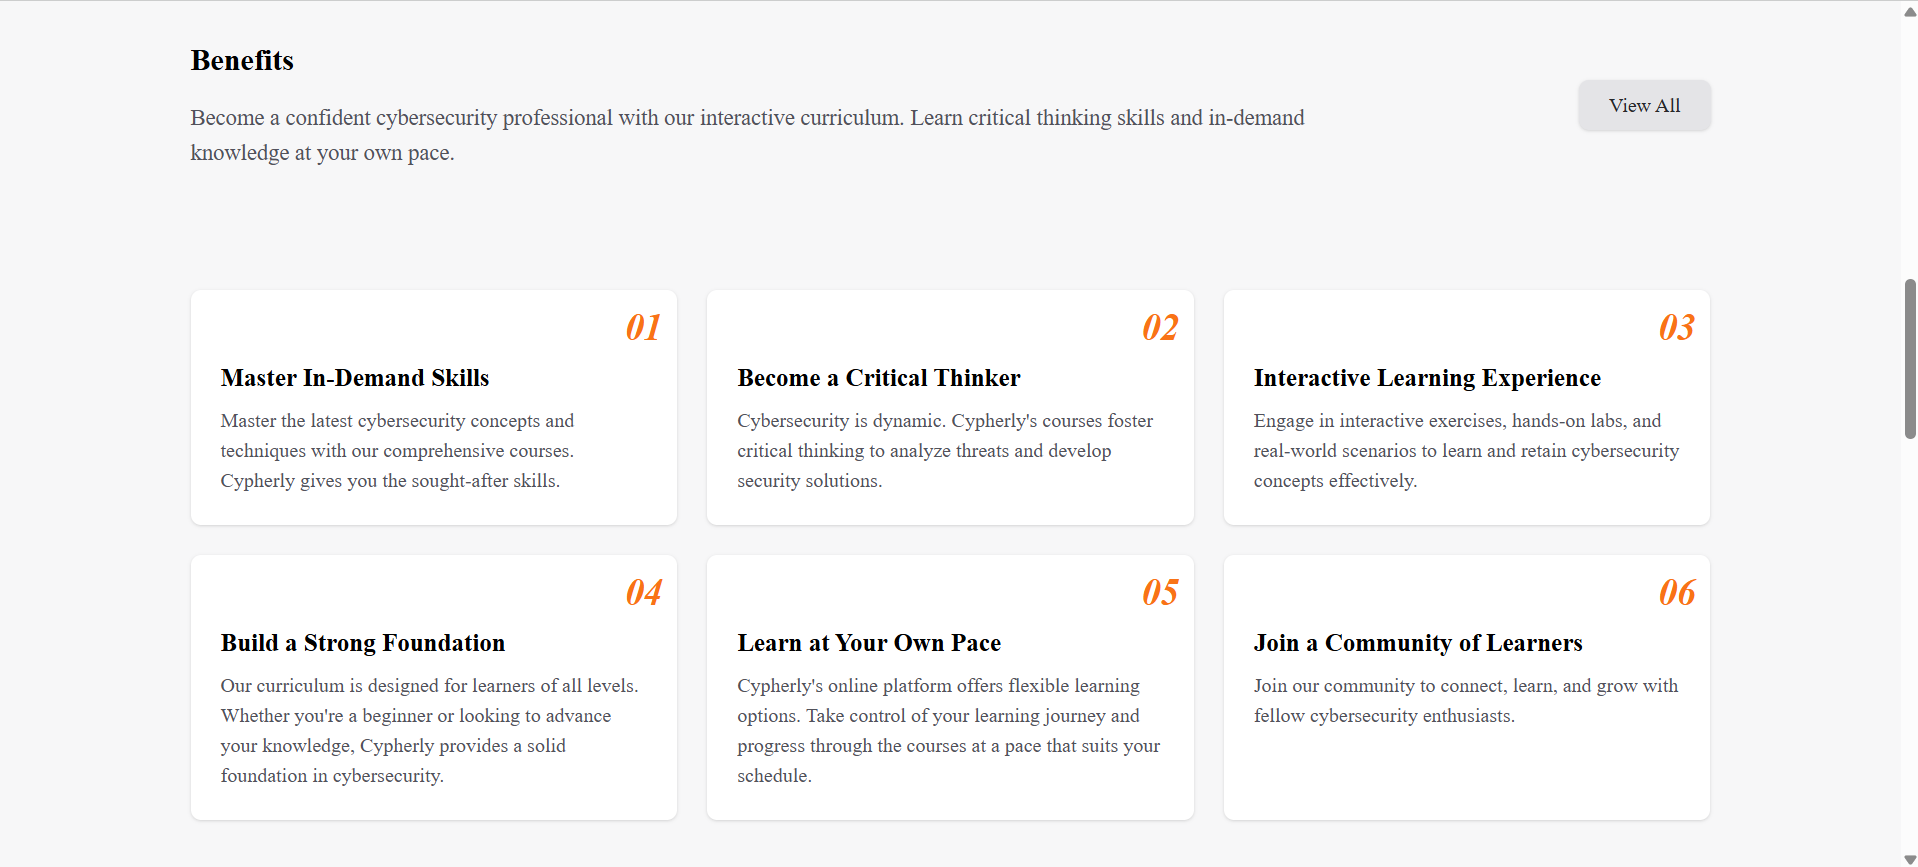 Benefits
Become a confident cybersecurity professional with our interactive curriculum. Learn critical thinking skills and in-demand
knowledge at your own pace.
View All
01
Master In-Demand Skills
Master the latest cybersecurity concepts and
techniques with our comprehensive courses.
Cypherly gives you the sought-after skills.
02
Become a Critical Thinker
Cybersecurity is dynamic. Cypherly's courses foster
critical thinking to analyze threats and develop
security solutions.
03
Interactive Learning Experience
Engage in interactive exercises, hands-on labs, and
real-world scenarios to learn and retain cybersecurity
concepts effectively.
04
Build a Strong Foundation
Our curriculum is designed for learners of all levels.
Whether you're a beginner or looking to advance
your knowledge, Cypherly provides a solid
foundation in cybersecurity.
05
Learn at Your Own Pace
Cypherly's online platform offers flexible learning
options. Take control of your learning journey and
progress through the courses at a pace that suits your
schedule.
06
Join a Community of Learners
Join our community to connect, learn, and grow with
fellow cybersecurity enthusiasts.